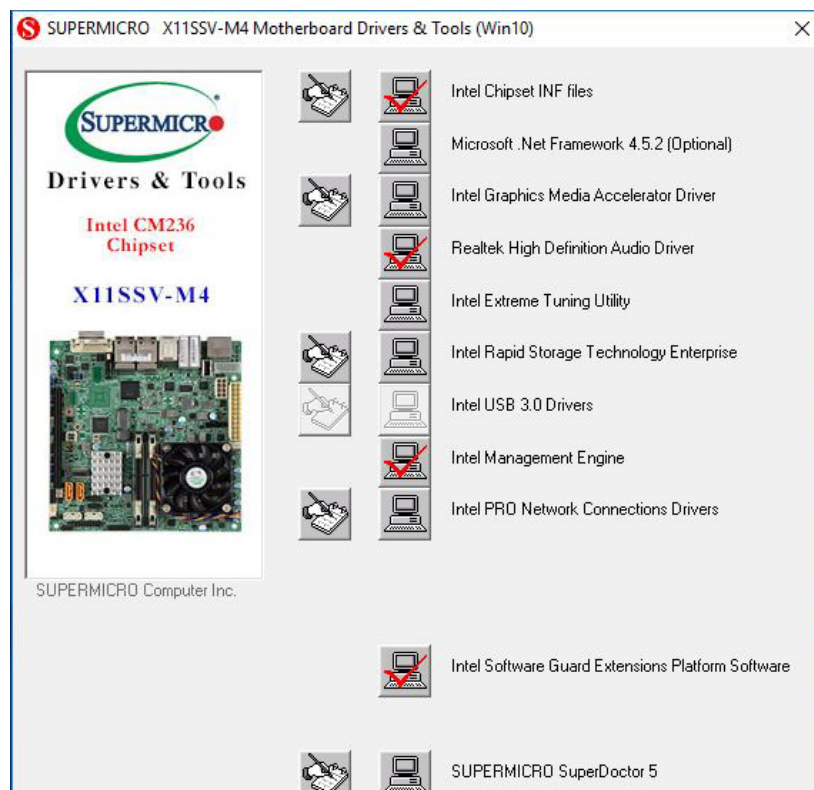 SUPERMICRO X11SSV-M4 Motherboard Drivers & Tools (Win10)
SUPERMICRO
Drivers & Tools
Intel CM236
Chipset
X11SSV-M4
SUPERMICRO Computer Inc.
Intel Chipset INF files
Microsoft .Net Framework 4.5.2 (Optional)
Intel Graphics Media Accelerator Driver
Realtek High Definition Audio Driver
Intel Extreme Tuning Utility
Intel Rapid Storage Technology Enterprise
Intel USB 3.0 Drivers
Intel Management Engine
Intel PRO Network Connections Drivers
Intel Software Guard Extensions Platform Software
SUPERMICRO SuperDoctor 5